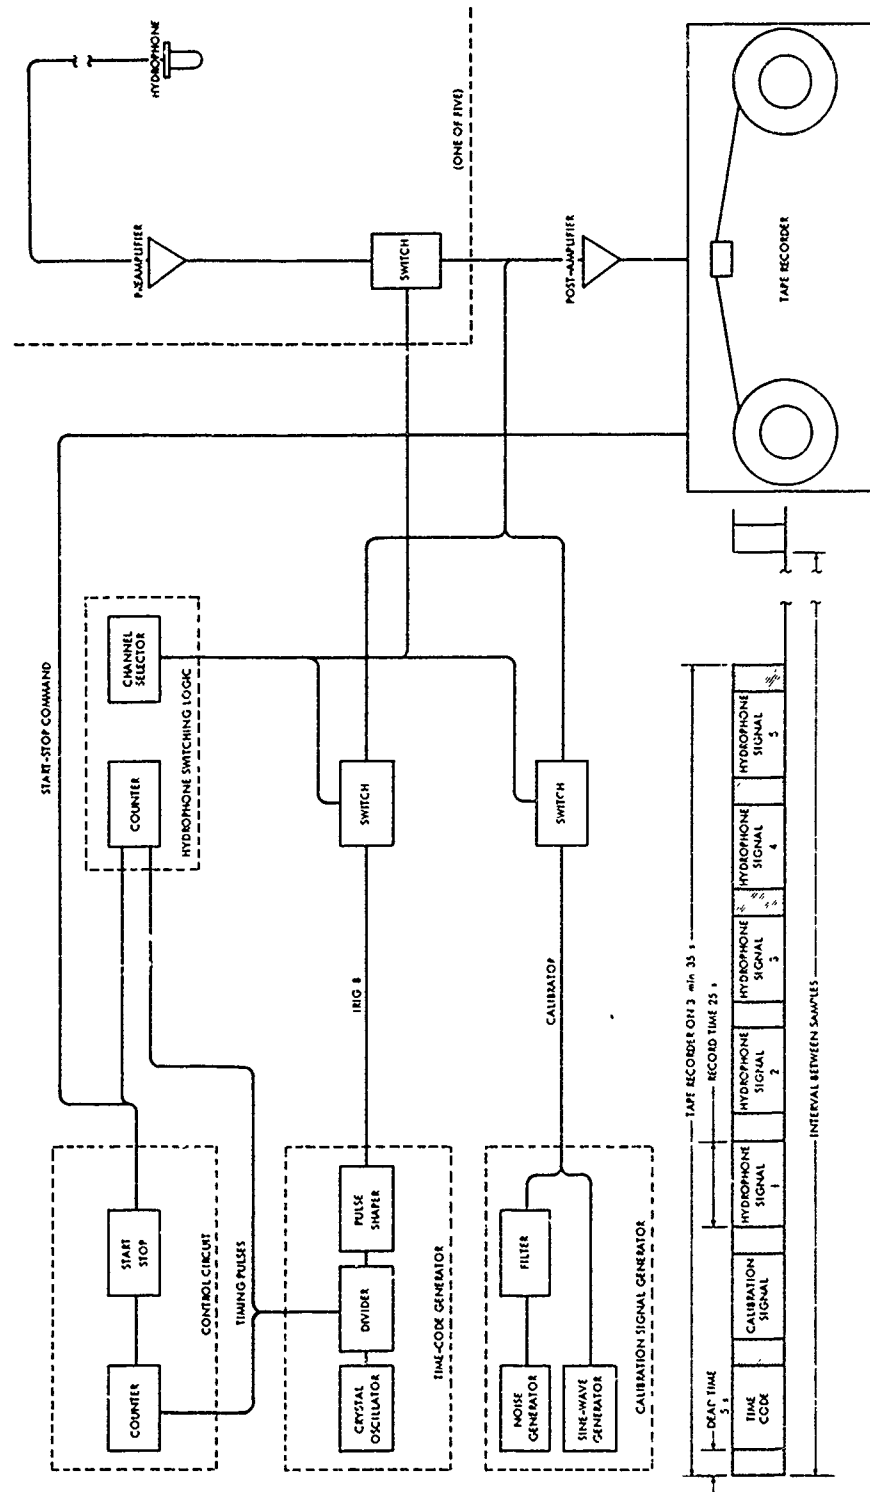 HYDROPHONE
PREAMPLIFIER
SWITCH
(ONE OF FIVE)
POST-AMPLIFIER
TAPE RECORDER
START-STOP COMMAND
CHANNEL
SELECTOR
COUNTER
HYDROPHONE SWITCHING LOGIC
SWITCH
SWITCH
IRIG B
CALIBRATOR
START
STOP
COUNTER
CONTROL CIRCUIT
TIMING PULSES
PULSE
SHAPER
DIVIDER
CRYSTAL
OSCILLATOR
TIME-CODE GENERATOR
FILTER
NOISE
GENERATOR
SINE-WAVE
GENERATOR
CALIBRATION SIGNAL GENERATOR
TAPE RECORDER ON 3 min 35 s
DEAD TIME
5 s
RECORD TIME 25 s
TIME
CODE
CALIBRATION
SIGNAL
HYDROPHONE
SIGNAL
1
HYDROPHONE
SIGNAL
2
HYDROPHONE
SIGNAL
3
HYDROPHONE
SIGNAL
4
HYDROPHONE
SIGNAL
5
INTERVAL BETWEEN SAMPLES